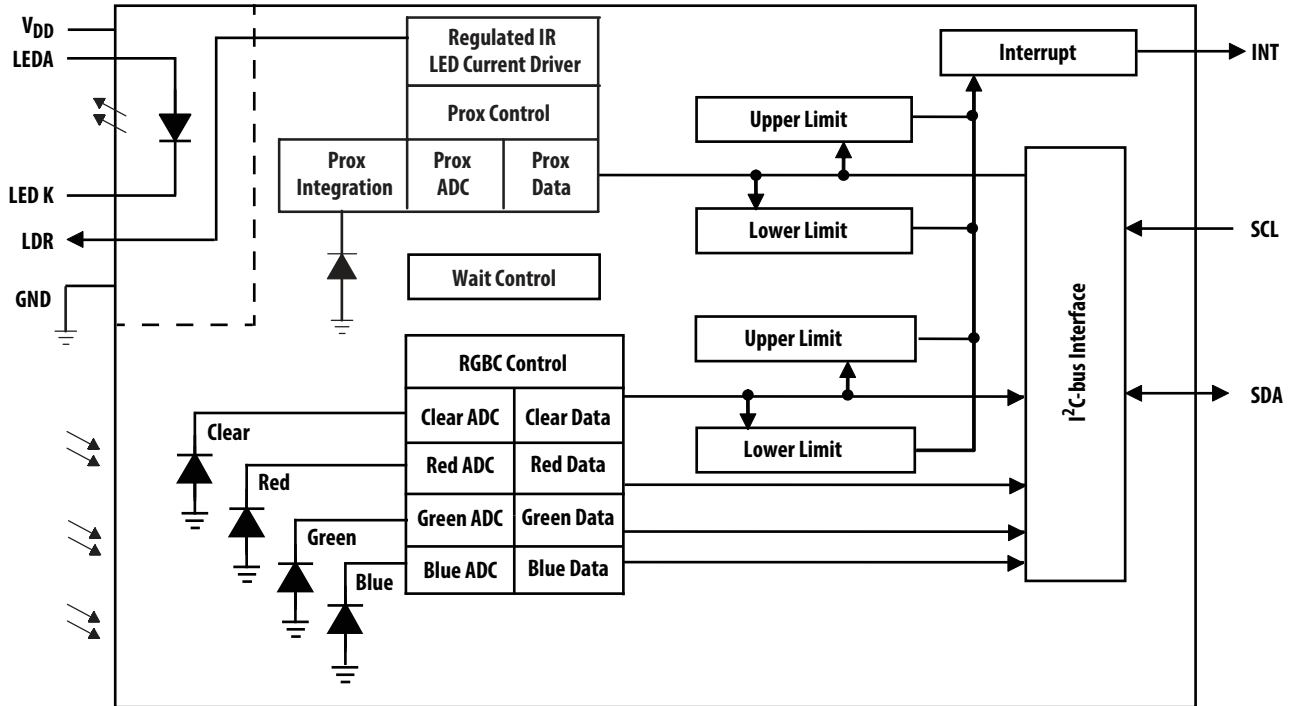 VDD
LEDA
LED K
LDR
GND
Regulated IR
LED Current Driver
Prox Control
Prox
Integration
Prox
ADC
Prox
Data
Wait Control
Interrupt
INT
Upper Limit
Lower Limit
Upper Limit
Lower Limit
I2C-bus Interface
SCL
SDA
RGBC Control
Clear ADC
Clear Data
Red ADC
Red Data
Green ADC
Green Data
Blue ADC
Blue Data
Clear
Red
Green
Blue